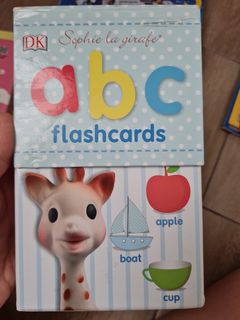 DK
Sophie la girafe®
abc
flashcards
apple
boat
cup